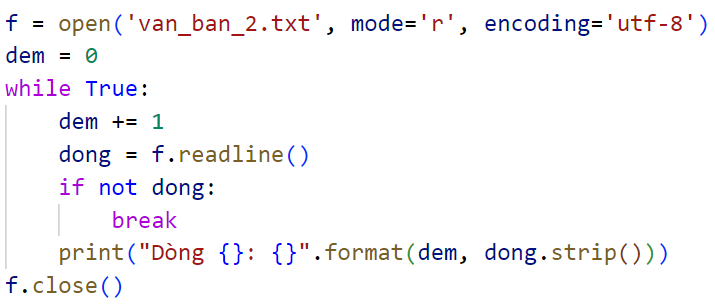 f = open('van_ban_2.txt', mode='r', encoding='utf-8')
dem = 0
while True:
    dem += 1
    dong = f.readline()
    if not dong:
        break
    print("Dòng {}: {}".format(dem, dong.strip()))
f.close()